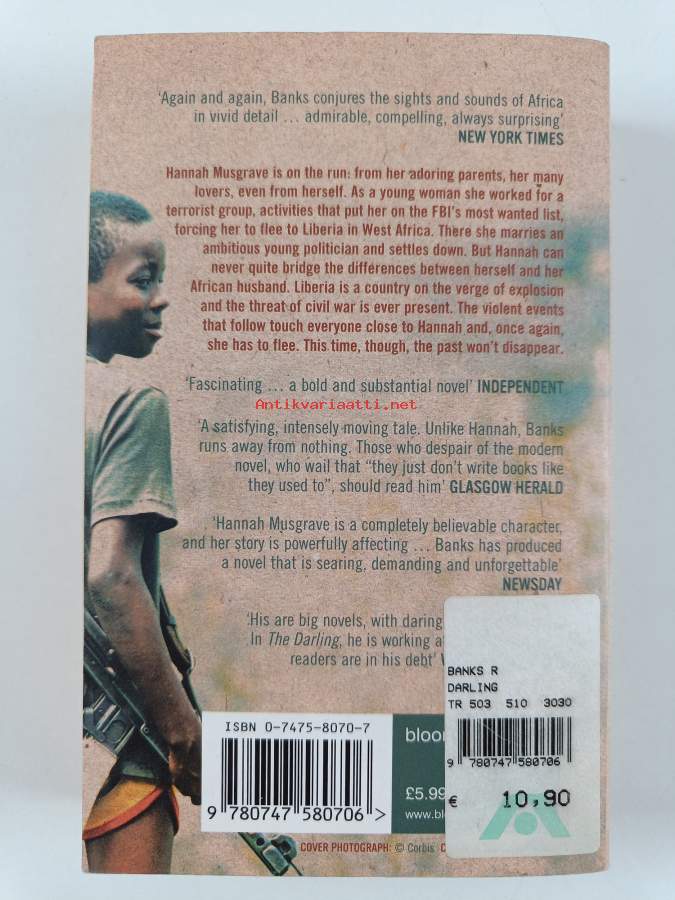 ‘Again and again, Banks conjures the sights and sounds of Africa
in vivid detail ... admirable, compelling, always surprising’
NEW YORK TIMES
Hannah Musgrave is on the run: from her adoring parents, her many
lovers, even from herself. As a young woman she worked for a
terrorist group, activities that put her on the FBI's most wanted list,
forcing her to flee to Liberia in West Africa. There she marries an
ambitious young politician and settles down. But Hannah can
never quite bridge the differences between herself and her
African husband. Liberia is a country on the verge of explosion
and the threat of civil war is ever present. The violent events
that follow touch everyone close to Hannah and, once again,
she has to flee. This time, though, the past won't disappear.
‘Fascinating ... a bold and substantial novel’ INDEPENDENT
Antikvariaatti.net
‘A satisfying, intensely moving tale. Unlike Hannah, Banks
runs away from nothing. Those who despair of the modern
novel, who wail that “they just don't write books like
they used to”, should read him’ GLASGOW HERALD
‘Hannah Musgrave is a completely believable character,
and her story is powerfully affecting ... Banks has produced
a novel that is searing, demanding and unforgettable’
NEWSDAY
‘His are big novels, with daring
In The Darling, he is working
readers are in his debt’
BANKS R
DARLING
TR 503 510 3030
9 780747 580706
€ 10,90
ISBN 0-7475-8070-7
9 780747 580706 >
bloom
£5.99
www.bl
COVER PHOTOGRAPH: © Corbis